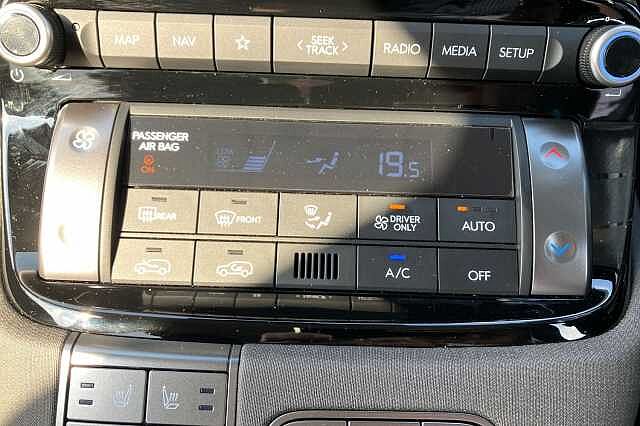 MAP NAV SEEK TRACK RADIO MEDIA SETUP
PASSENGER AIR BAG
ON
LOW
19.5
REAR FRONT DRIVER ONLY AUTO
A/C OFF